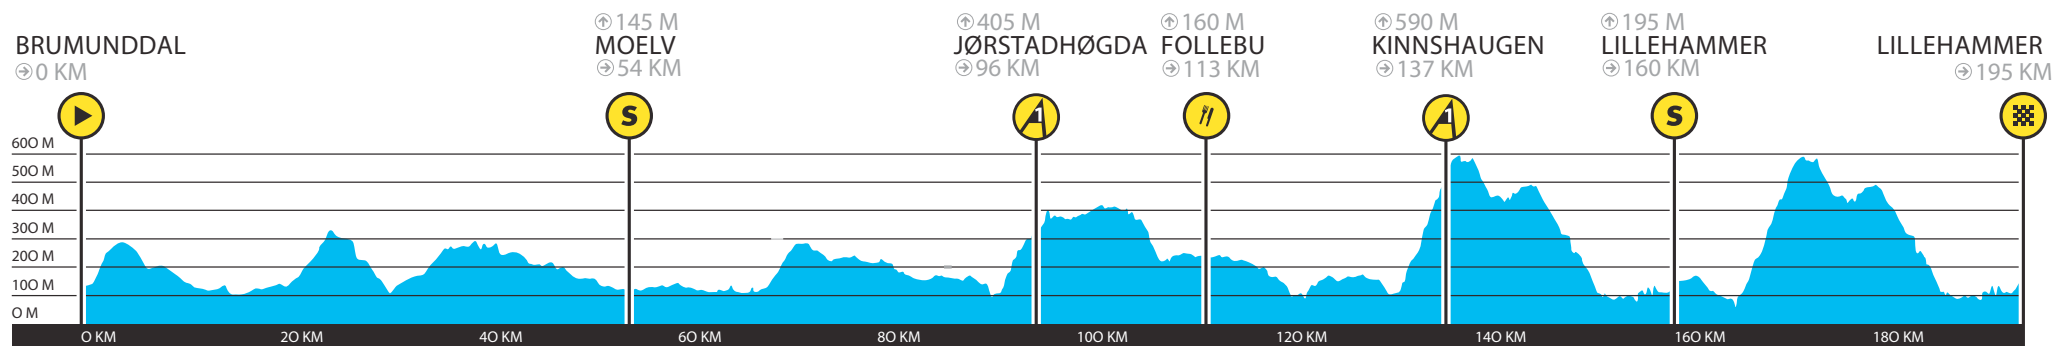 BRUMUNDDAL
0 KM
145 M
MOELV
54 KM
405 M
JØRSTADHØGDA
96 KM
160 M
FOLLEBU
113 KM
590 M
KINNSHAUGEN
137 KM
195 M
LILLEHAMMER
160 KM
LILLEHAMMER
195 KM
S
1
1
S
600 M
500 M
400 M
300 M
200 M
100 M
0 M
0 KM 20 KM 40 KM 60 KM 80 KM 100 KM 120 KM 140 KM 160 KM 180 KM